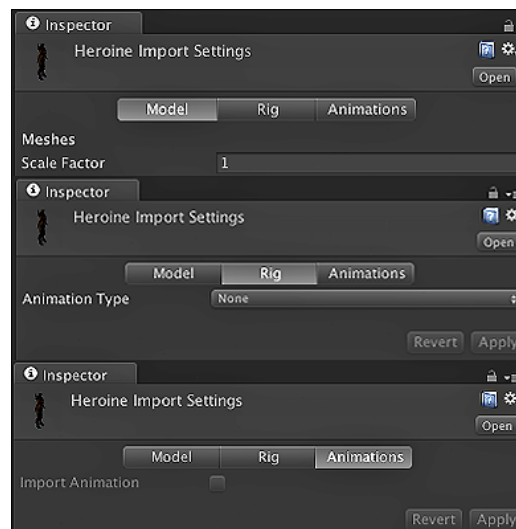 Inspector
Heroine Import Settings
Open
Model Rig Animations
Meshes
Scale Factor 1
Inspector
Heroine Import Settings
Open
Model Rig Animations
Animation Type None
Revert Apply
Inspector
Heroine Import Settings
Open
Model Rig Animations
Import Animation
Revert Apply